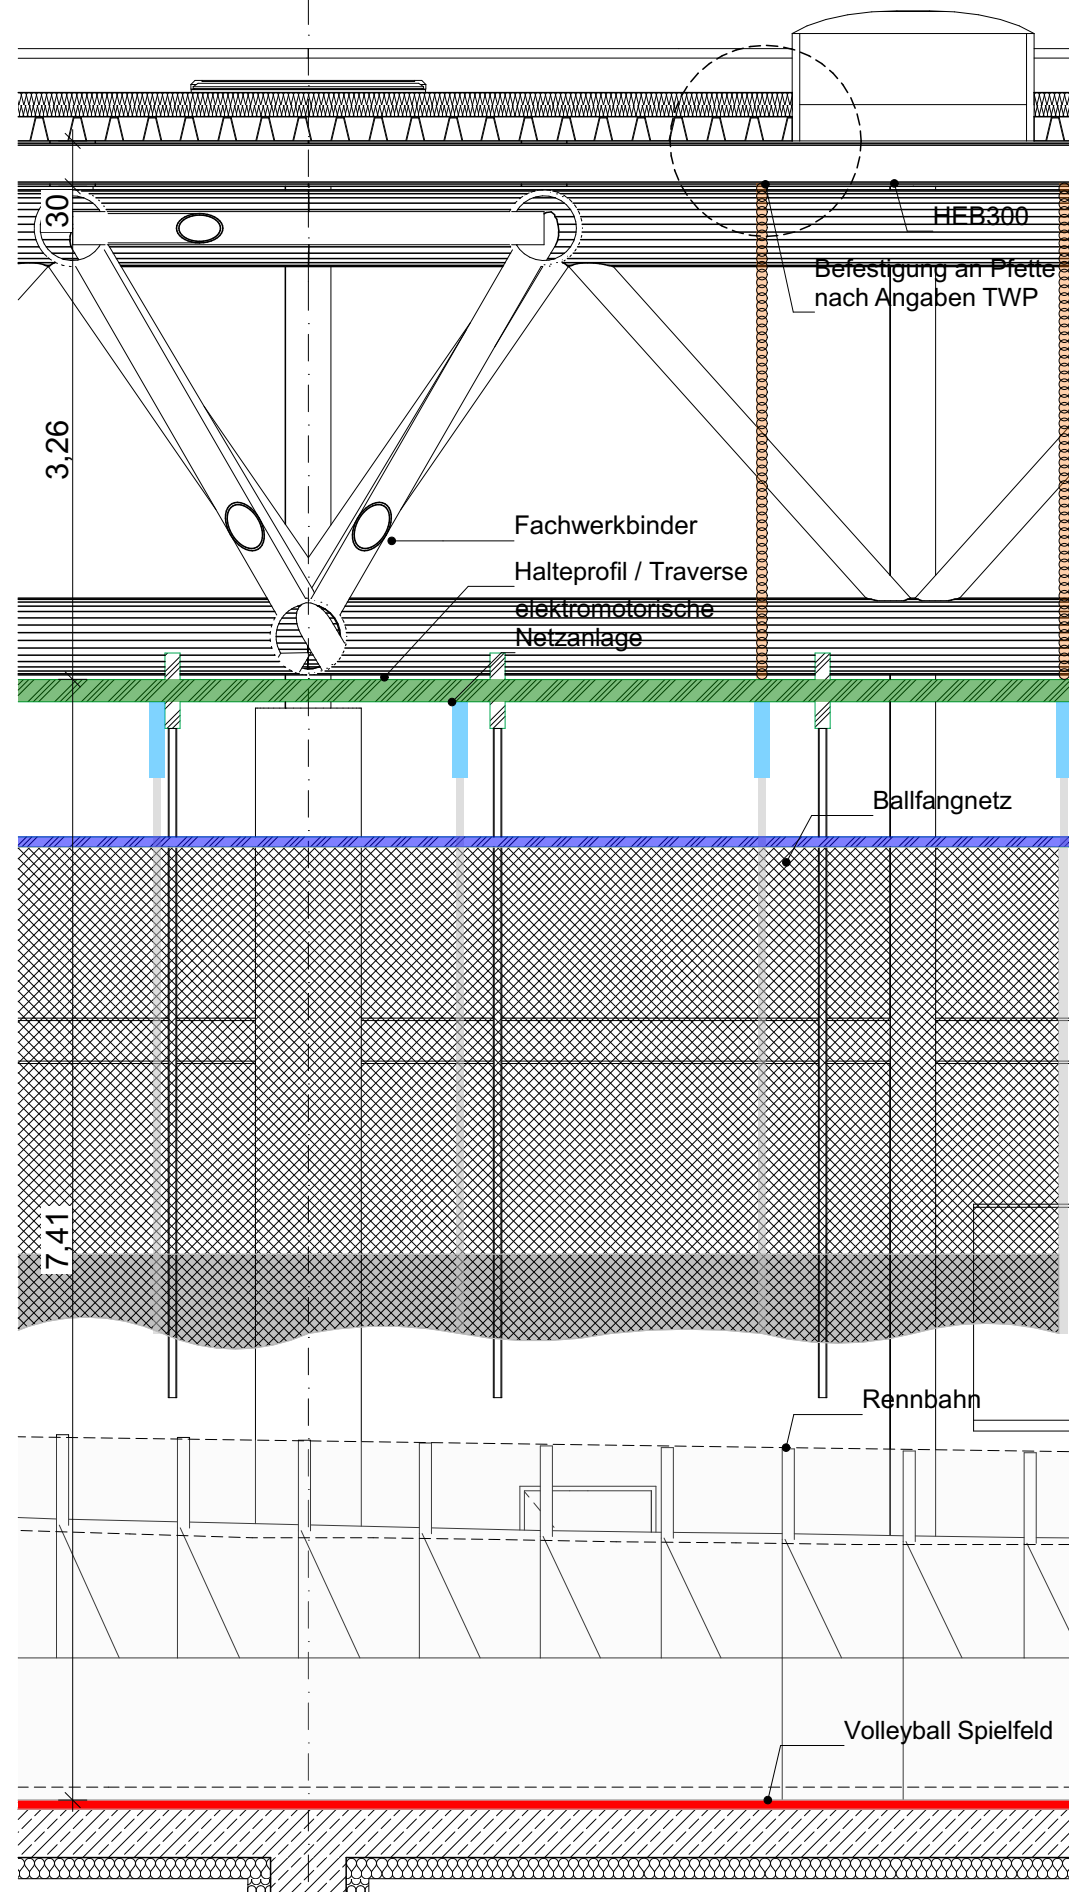 30
HEB300
Befestigung an Pfette
nach Angaben TWP
3,26
Fachwerkbinder
Halteprofil / Traverse
elektromotorische
Netzanlage
Ballfangnetz
7,41
Rennbahn
Volleyball Spielfeld